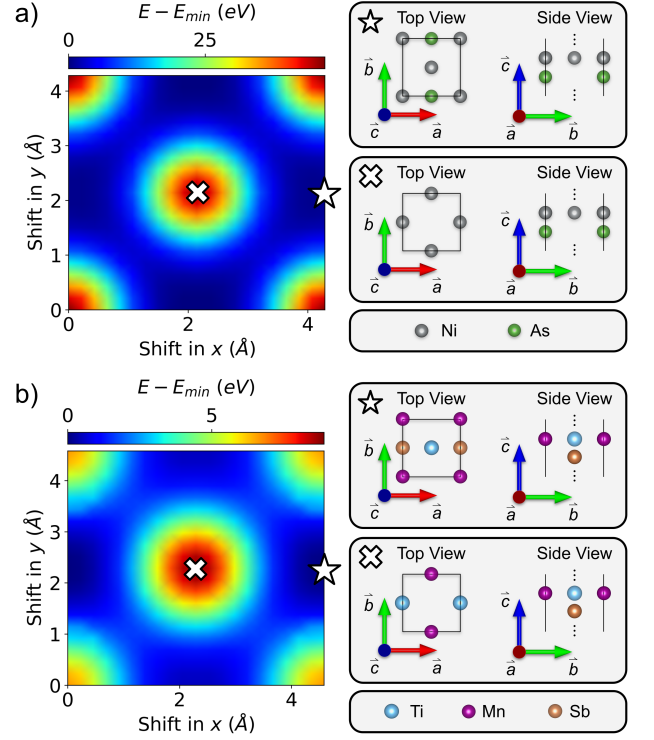 a)
E − E_min (eV)
0 25
Shift in y (Å)
4
3
2
1
0
0 2 4
Shift in x (Å)
Top View Side View
b
c a
c
a b
Top View Side View
b
c a
c
a b
Ni As
b)
E − E_min (eV)
0 5
Shift in y (Å)
4
3
2
1
0
0 2 4
Shift in x (Å)
Top View Side View
b
c a
c
a b
Top View Side View
b
c a
c
a b
Ti Mn Sb